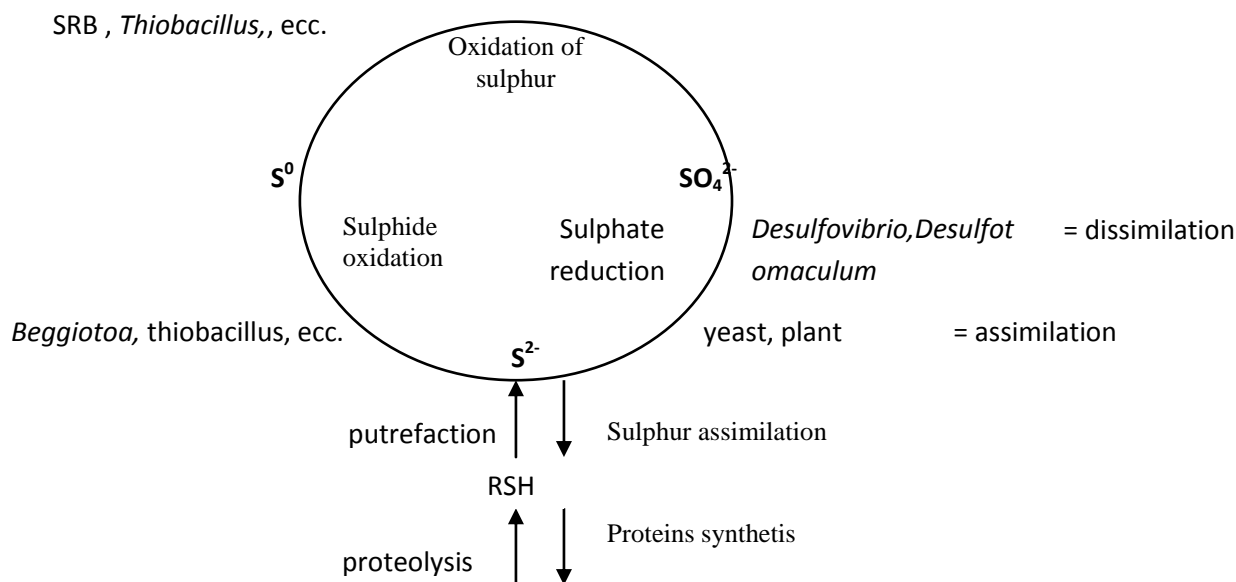 SRB , Thiobacillus,, ecc.
Oxidation of
sulphur
S⁰
SO₄²⁻
Sulphide
oxidation
Sulphate
reduction
Desulfovibrio,Desulfot
omaculum
= dissimilation
Beggiotoa, thiobacillus, ecc.
yeast, plant
= assimilation
S²⁻
putrefaction
Sulphur assimilation
RSH
Proteins synthetis
proteolysis